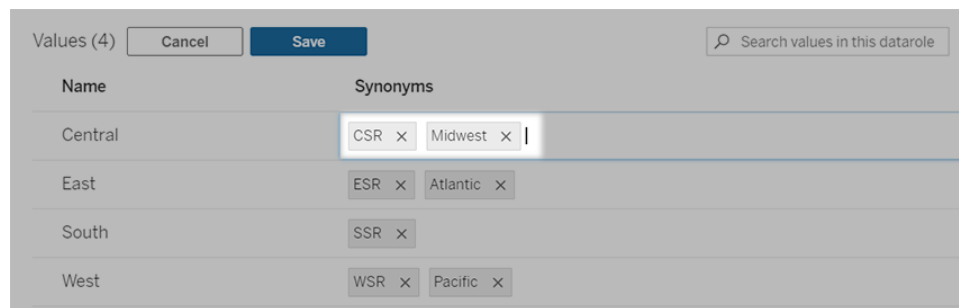 Values (4) Cancel Save Search values in this datarole
Name Synonyms
Central CSR × Midwest ×
East ESR × Atlantic ×
South SSR ×
West WSR × Pacific ×